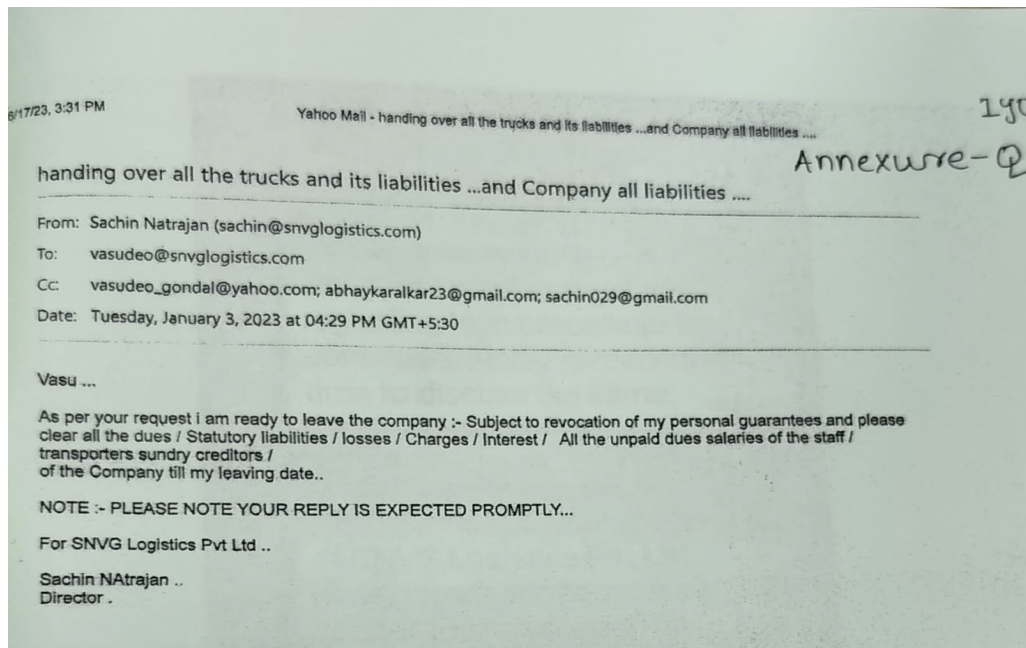 6/17/23, 3:31 PM
Yahoo Mail - handing over all the trucks and its liabilities ...and Company all liabilities ....
Annexure-Q
handing over all the trucks and its liabilities ...and Company all liabilities ....
From: Sachin Natrajan (sachin@snvglogistics.com)
To: vasudeo@snvglogistics.com
Cc: vasudeo_gondal@yahoo.com; abhaykaralkar23@gmail.com; sachin029@gmail.com
Date: Tuesday, January 3, 2023 at 04:29 PM GMT+5:30
Vasu ...
As per your request i am ready to leave the company :- Subject to revocation of my personal guarantees and please
clear all the dues / Statutory liabilities / losses / Charges / Interest / All the unpaid dues salaries of the staff /
transporters sundry creditors /
of the Company till my leaving date..
NOTE :- PLEASE NOTE YOUR REPLY IS EXPECTED PROMPTLY...
For SNVG Logistics Pvt Ltd ..
Sachin NAtrajan ..
Director .